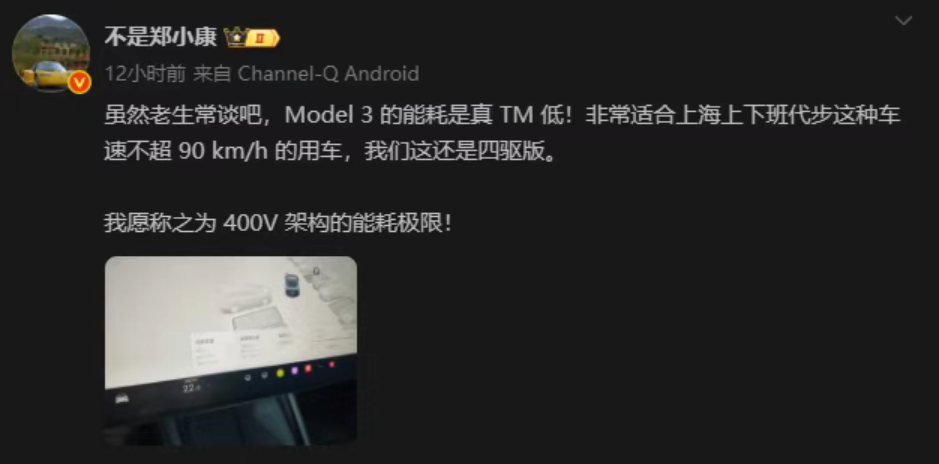 不是郑小康
12小时前 来自 Channel-Q Android
虽然老生常谈吧，Model 3 的能耗是真 TM 低！非常适合上海上下班代步这种车
速不超 90 km/h 的用车，我们这还是四驱版。
我愿称之为 400V 架构的能耗极限！